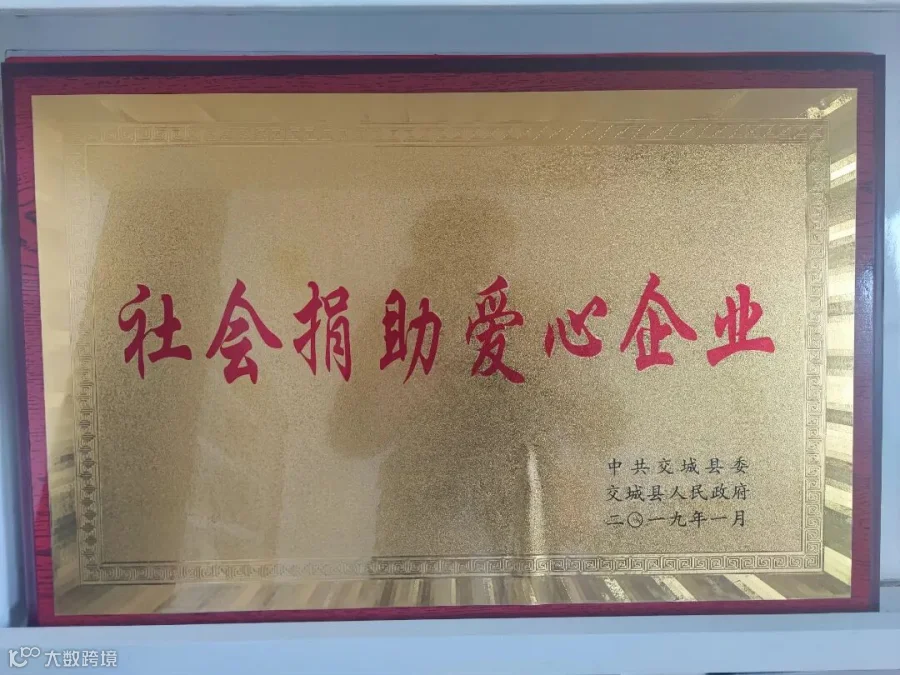 社会捐助爱心企业
中共交城县委
交城县人民政府
二〇一九年一月
大数跨境